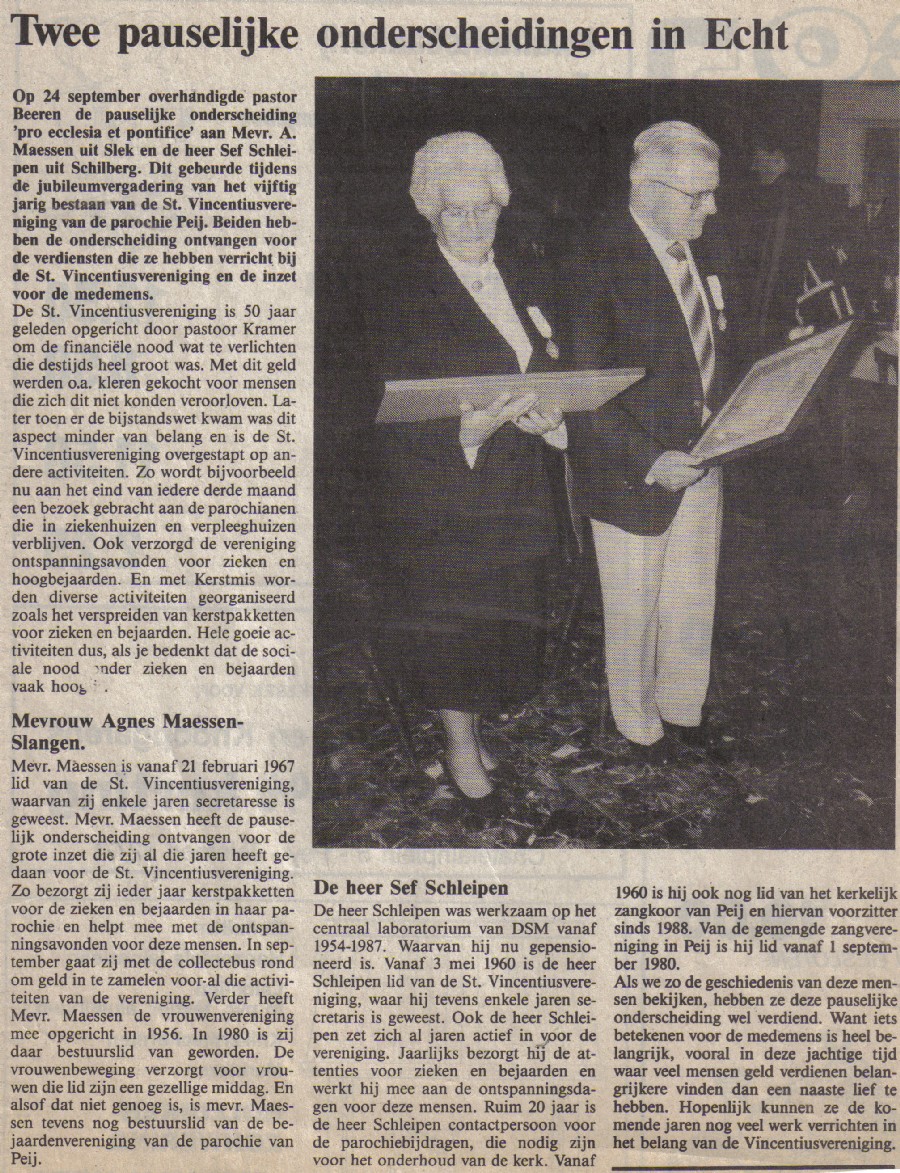 Twee pauselijke onderscheidingen in Echt
Op 24 september overhandigde pastor
Beeren de pauselijke onderscheiding
'pro ecclesia et pontifice' aan Mevr. A.
Maessen uit Slek en de heer Sef Schlei-
pen uit Schilberg. Dit gebeurde tijdens
de jubileumvergadering van het vijftig
jarig bestaan van de St. Vincentiusvere-
niging van de parochie Peij. Beiden heb-
ben de onderscheiding ontvangen voor
de verdiensten die ze hebben verricht bij
de St. Vincentiusvereniging en de inzet
voor de medemens.
De St. Vincentiusvereniging is 50 jaar
geleden opgericht door pastoor Kramer
om de financiële nood wat te verlichten
die destijds heel groot was. Met dit geld
werden o.a. kleren gekocht voor mensen
die zich dit niet konden veroorloven. La-
ter toen er de bijstandswet kwam was dit
aspect minder van belang en is de St.
Vincentiusvereniging overgestapt op an-
dere activiteiten. Zo wordt bijvoorbeeld
nu aan het eind van iedere derde maand
een bezoek gebracht aan de parochianen
die in ziekenhuizen en verpleeghuizen
verblijven. Ook verzorgd de vereniging
ontspanningsavonden voor zieken en
hoogbejaarden. En met Kerstmis wor-
den diverse activiteiten georganiseerd
zoals het verspreiden van kerstpakketten
voor zieken en bejaarden. Hele goeie ac-
tiviteiten dus, als je bedenkt dat de soci-
ale nood onder zieken en bejaarden
vaak hoog
Mevrouw Agnes Maessen-
Slangen.
Mevr. Maessen is vanaf 21 februari 1967
lid van de St. Vincentiusvereniging,
waarvan zij enkele jaren secretaresse is
geweest. Mevr. Maessen heeft de pause-
lijk onderscheiding ontvangen voor de
grote inzet die zij al die jaren heeft ge-
daan voor de St. Vincentiusvereniging.
Zo bezorgt zij ieder jaar kerstpakketten
voor de zieken en bejaarden in haar pa-
rochie en helpt mee met de ontspan-
ningsavonden voor deze mensen. In sep-
tember gaat zij met de collectebus rond
om geld in te zamelen voor al die activi-
teiten van de vereniging. Verder heeft
Mevr. Maessen de vrouwenvereniging
mee opgericht in 1956. In 1980 is zij
daar bestuurslid van geworden. De
vrouwenbeweging verzorgt voor vrou-
wen die lid zijn een gezellige middag. En
alsof dat niet genoeg is, is mevr. Maes-
sen tevens nog bestuurslid van de be-
jaardenvereniging van de parochie van
Peij.
De heer Sef Schleipen
De heer Schleipen was werkzaam op het
centraal laboratorium van DSM vanaf
1954-1987. Waarvan hij nu gepensio-
neerd is. Vanaf 3 mei 1960 is de heer
Schleipen lid van de St. Vincentiusvere-
niging, waar hij tevens enkele jaren se-
cretaris is geweest. Ook de heer Schlei-
pen zet zich al jaren actief in voor de
vereniging. Jaarlijks bezorgt hij de at-
tenties voor zieken en bejaarden en
werkt hij mee aan de ontspanningsda-
gen voor deze mensen. Ruim 20 jaar is
de heer Schleipen contactpersoon voor
de parochiebijdragen, die nodig zijn
voor het onderhoud van de kerk. Vanaf
1960 is hij ook nog lid van het kerkelijk
zangkoor van Peij en hiervan voorzitter
sinds 1988. Van de gemengde zangvere-
niging in Peij is hij lid vanaf 1 septem-
ber 1980.
Als we zo de geschiedenis van deze men-
sen bekijken, hebben ze deze pauselijke
onderscheiding wel verdiend. Want iets
betekenen voor de medemens is heel be-
langrijk, vooral in deze jachtige tijd
waar veel mensen geld verdienen belan-
grijkere vinden dan een naaste lief te
hebben. Hopenlijk kunnen ze de ko-
mende jaren nog veel werk verrichten in
het belang van de Vincentiusvereniging.